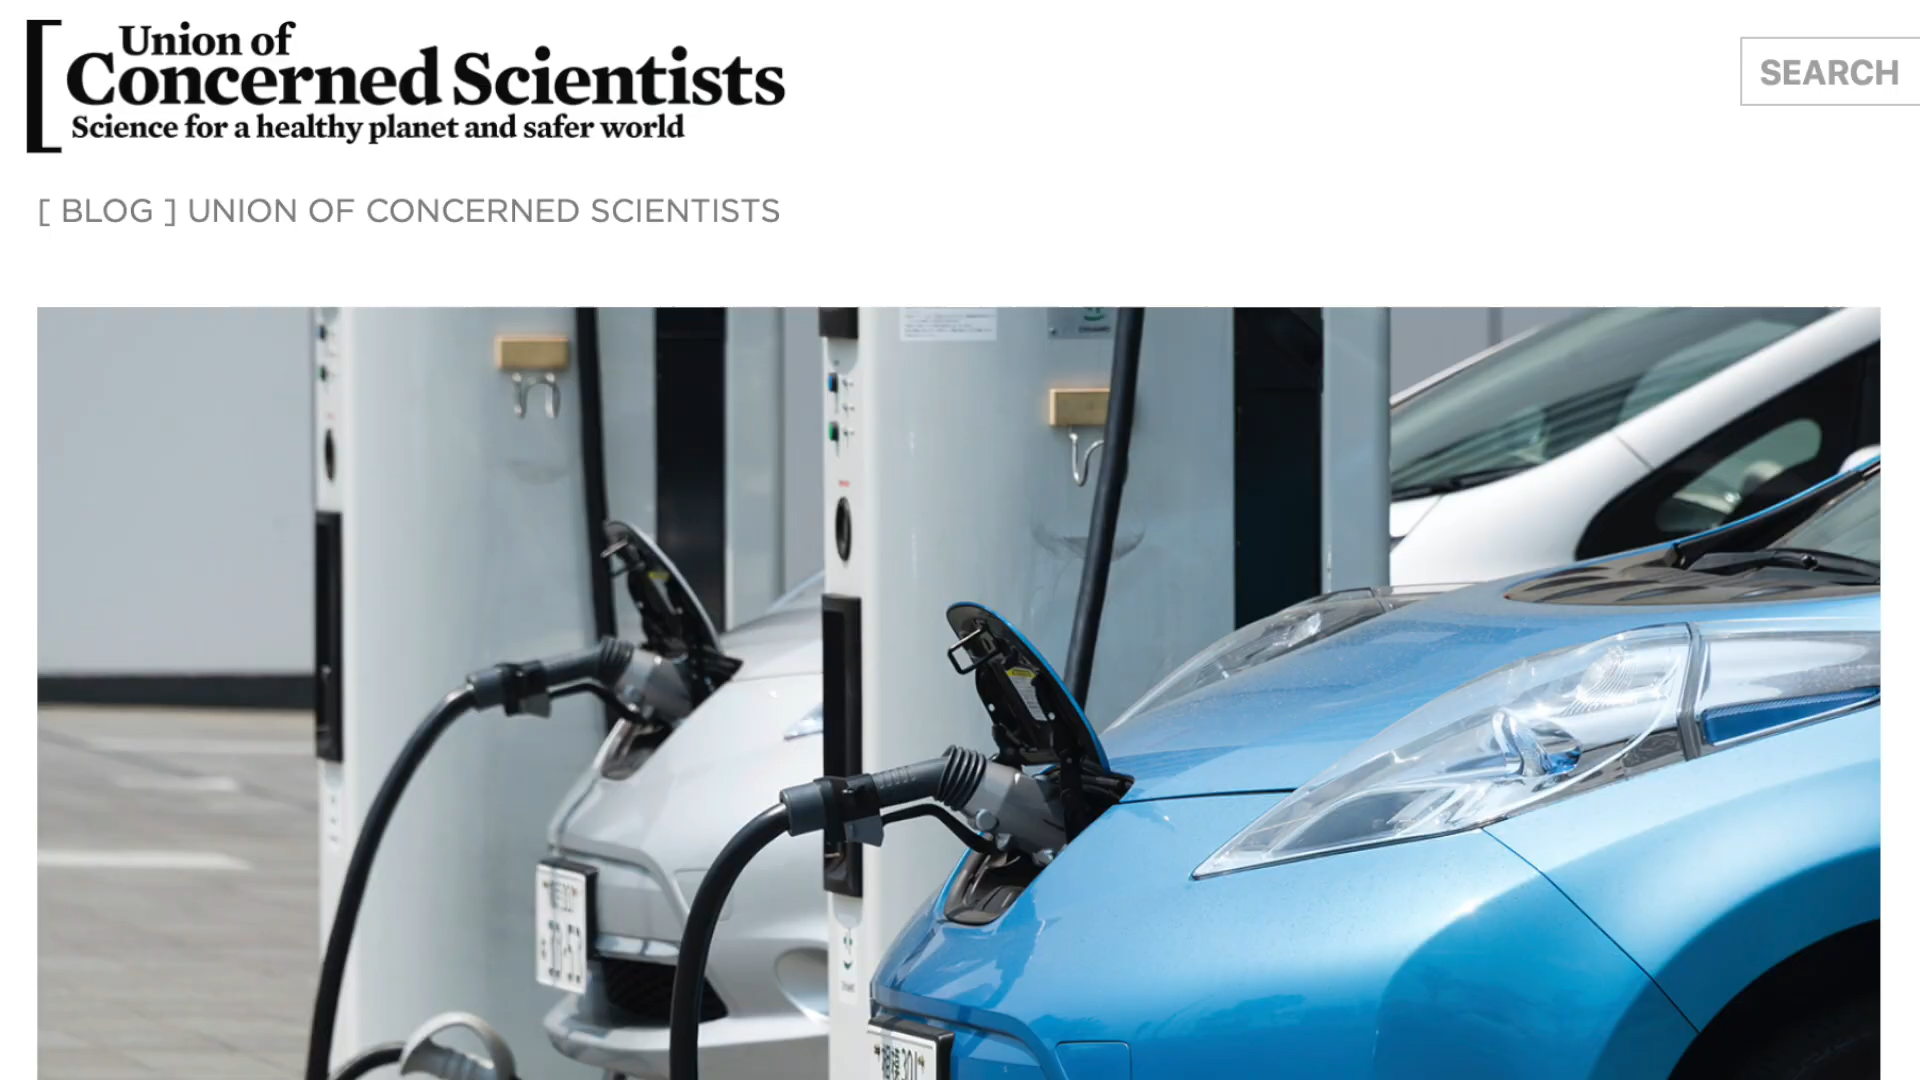 Union of
Concerned Scientists
Science for a healthy planet and safer world
SEARCH
[ BLOG ] UNION OF CONCERNED SCIENTISTS